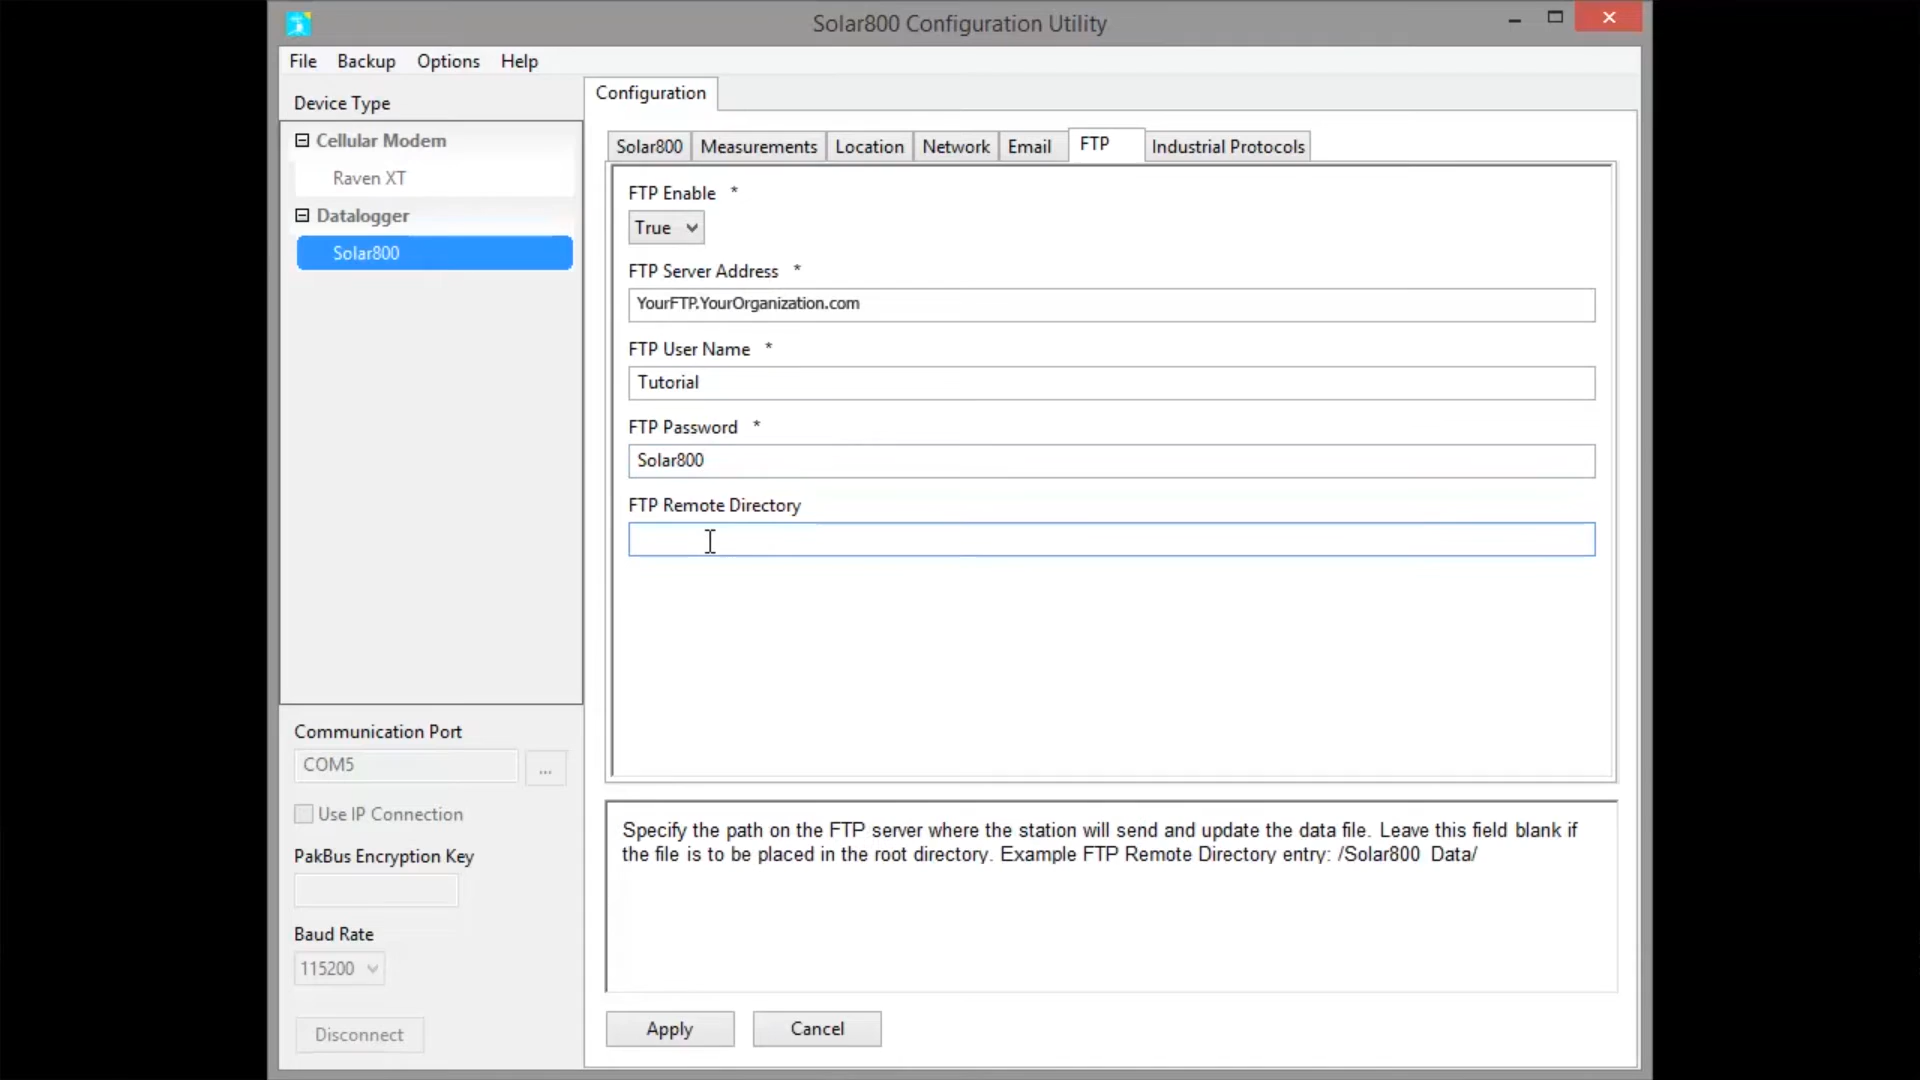 Solar800 Configuration Utility
File Backup Options Help
Device Type
Cellular Modem
Raven XT
Datalogger
Solar800
Communication Port
COM5
...
Use IP Connection
PakBus Encryption Key
Baud Rate
115200
Disconnect
Configuration
Solar800 Measurements Location Network Email FTP Industrial Protocols
FTP Enable *
True
FTP Server Address *
YourFTP.YourOrganization.com
FTP User Name *
Tutorial
FTP Password *
Solar800
FTP Remote Directory
Specify the path on the FTP server where the station will send and update the data file. Leave this field blank if
the file is to be placed in the root directory. Example FTP Remote Directory entry: /Solar800 Data/
Apply Cancel